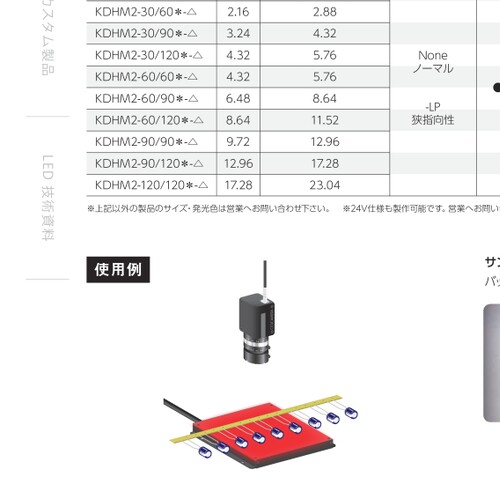 カスタム製品
LED 技術資料
KDHM2-30/60＊-△ 2.16 2.88
KDHM2-30/90＊-△ 3.24 4.32
KDHM2-30/120＊-△ 4.32 5.76
None
ノーマル
KDHM2-60/60＊-△ 4.32 5.76
KDHM2-60/90＊-△ 6.48 8.64
-LP
狭指向性
KDHM2-60/120＊-△ 8.64 11.52
KDHM2-90/90＊-△ 9.72 12.96
KDHM2-90/120＊-△ 12.96 17.28
KDHM2-120/120＊-△ 17.28 23.04
※上記以外の製品のサイズ・発光色は営業へお問い合わせ下さい。 ※24V仕様も製作可能です。営業へお問い
使用例
サン
バッ